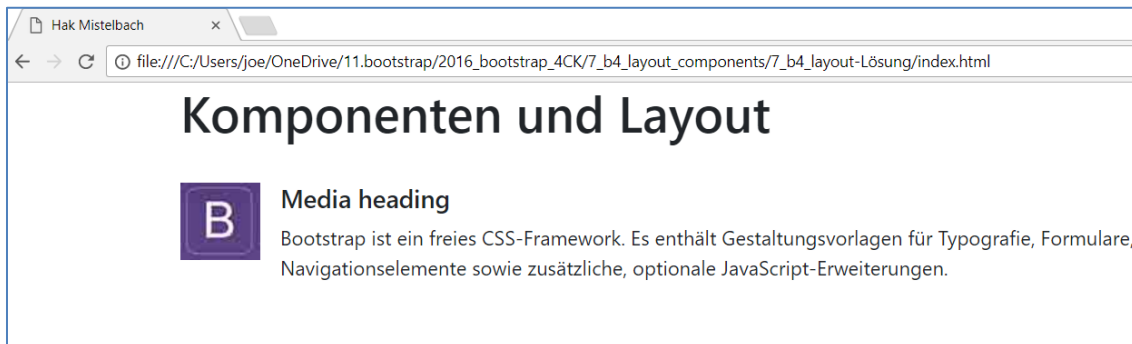 Hak Mistelbach
file:///C:/Users/joe/OneDrive/11.bootstrap/2016_bootstrap_4CK/7_b4_layout_components/7_b4_layout-Lösung/index.html
Komponenten und Layout
B
Media heading
Bootstrap ist ein freies CSS-Framework. Es enthält Gestaltungsvorlagen für Typografie, Formulare,
Navigationselemente sowie zusätzliche, optionale JavaScript-Erweiterungen.